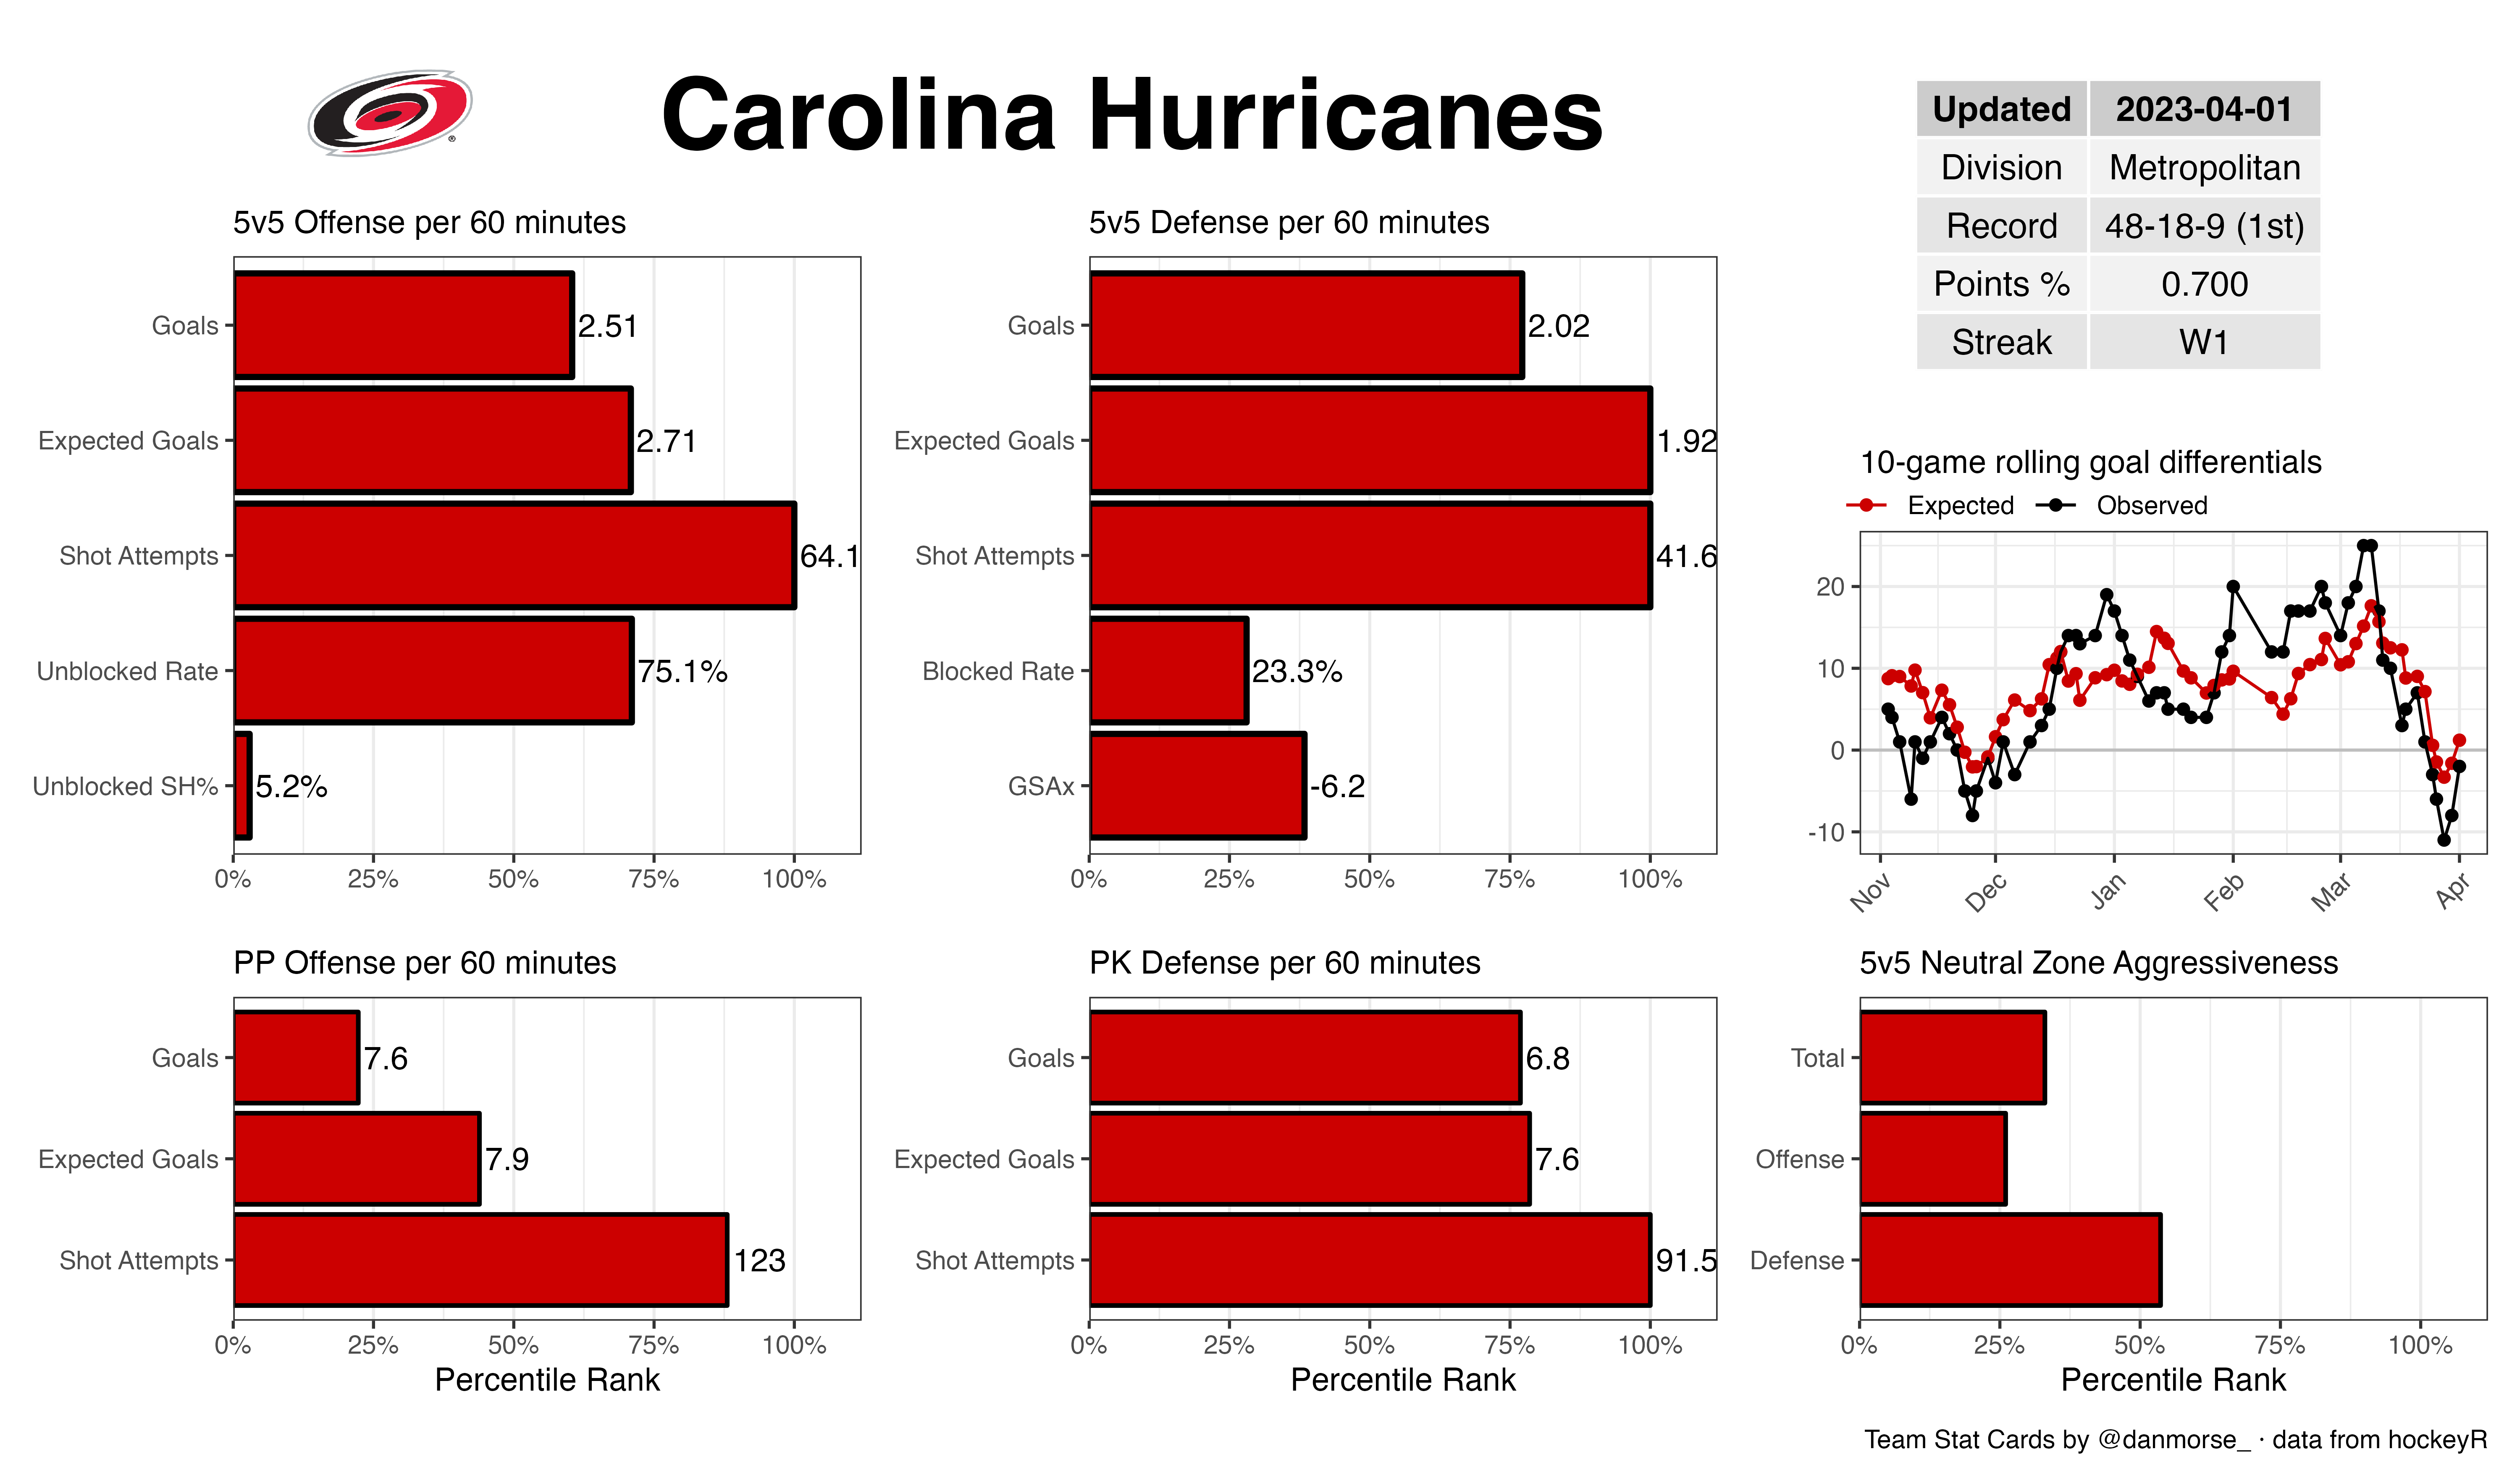 Carolina Hurricanes
Updated 2023-04-01
Division Metropolitan
Record 48-18-9 (1st)
Points % 0.700
Streak W1
5v5 Offense per 60 minutes
Goals 2.51
Expected Goals 2.71
Shot Attempts 64.1
Unblocked Rate 75.1%
Unblocked SH% 5.2%
0% 25% 50% 75% 100%
5v5 Defense per 60 minutes
Goals 2.02
Expected Goals 1.92
Shot Attempts 41.6
Blocked Rate 23.3%
GSAx -6.2
0% 25% 50% 75% 100%
10-game rolling goal differentials
Expected Observed
20
10
0
-10
Nov Dec Jan Feb Mar Apr
PP Offense per 60 minutes
Goals 7.6
Expected Goals 7.9
Shot Attempts 123
0% 25% 50% 75% 100%
Percentile Rank
PK Defense per 60 minutes
Goals 6.8
Expected Goals 7.6
Shot Attempts 91.5
0% 25% 50% 75% 100%
Percentile Rank
5v5 Neutral Zone Aggressiveness
Total
Offense
Defense
0% 25% 50% 75% 100%
Percentile Rank
Team Stat Cards by @danmorse_ · data from hockeyR